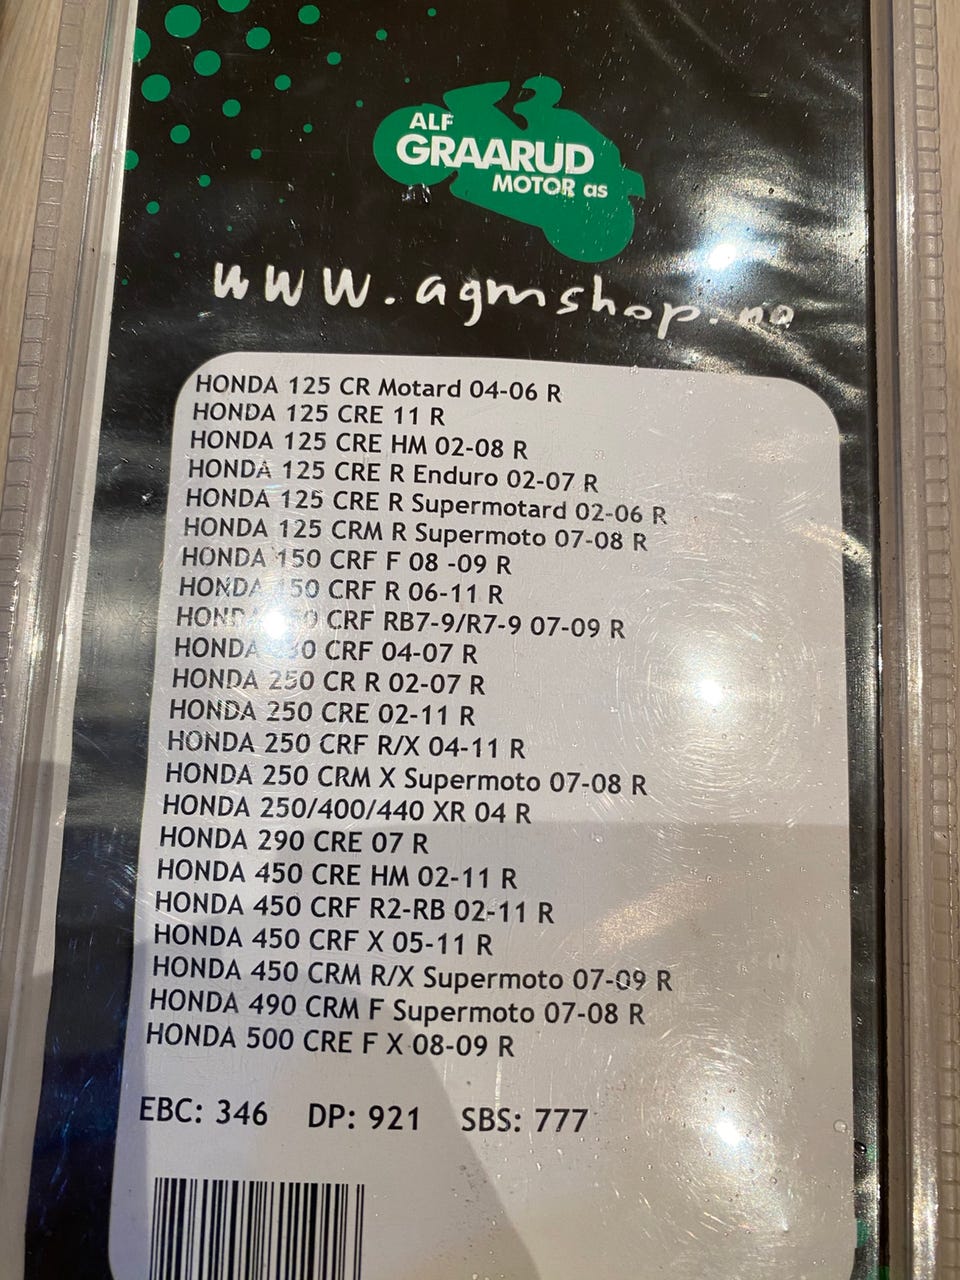 ALF
GRAARUD
MOTOR as
www.agmshop.no
HONDA 125 CR Motard 04-06 R
HONDA 125 CRE 11 R
HONDA 125 CRE HM 02-08 R
HONDA 125 CRE R Enduro 02-07 R
HONDA 125 CRE R Supermotard 02-06 R
HONDA 125 CRM R Supermoto 07-08 R
HONDA 150 CRF F 08 -09 R
HONDA 150 CRF R 06-11 R
HONDA CRF RB7-9/R7-9 07-09 R
HONDA CRF 04-07 R
HONDA 250 CR R 02-07 R
HONDA 250 CRE 02-11 R
HONDA 250 CRF R/X 04-11 R
HONDA 250 CRM X Supermoto 07-08 R
HONDA 250/400/440 XR 04 R
HONDA 290 CRE 07 R
HONDA 450 CRE HM 02-11 R
HONDA 450 CRF R2-RB 02-11 R
HONDA 450 CRF X 05-11 R
HONDA 450 CRM R/X Supermoto 07-09 R
HONDA 490 CRM F Supermoto 07-08 R
HONDA 500 CRE F X 08-09 R
EBC: 346 DP: 921 SBS: 777